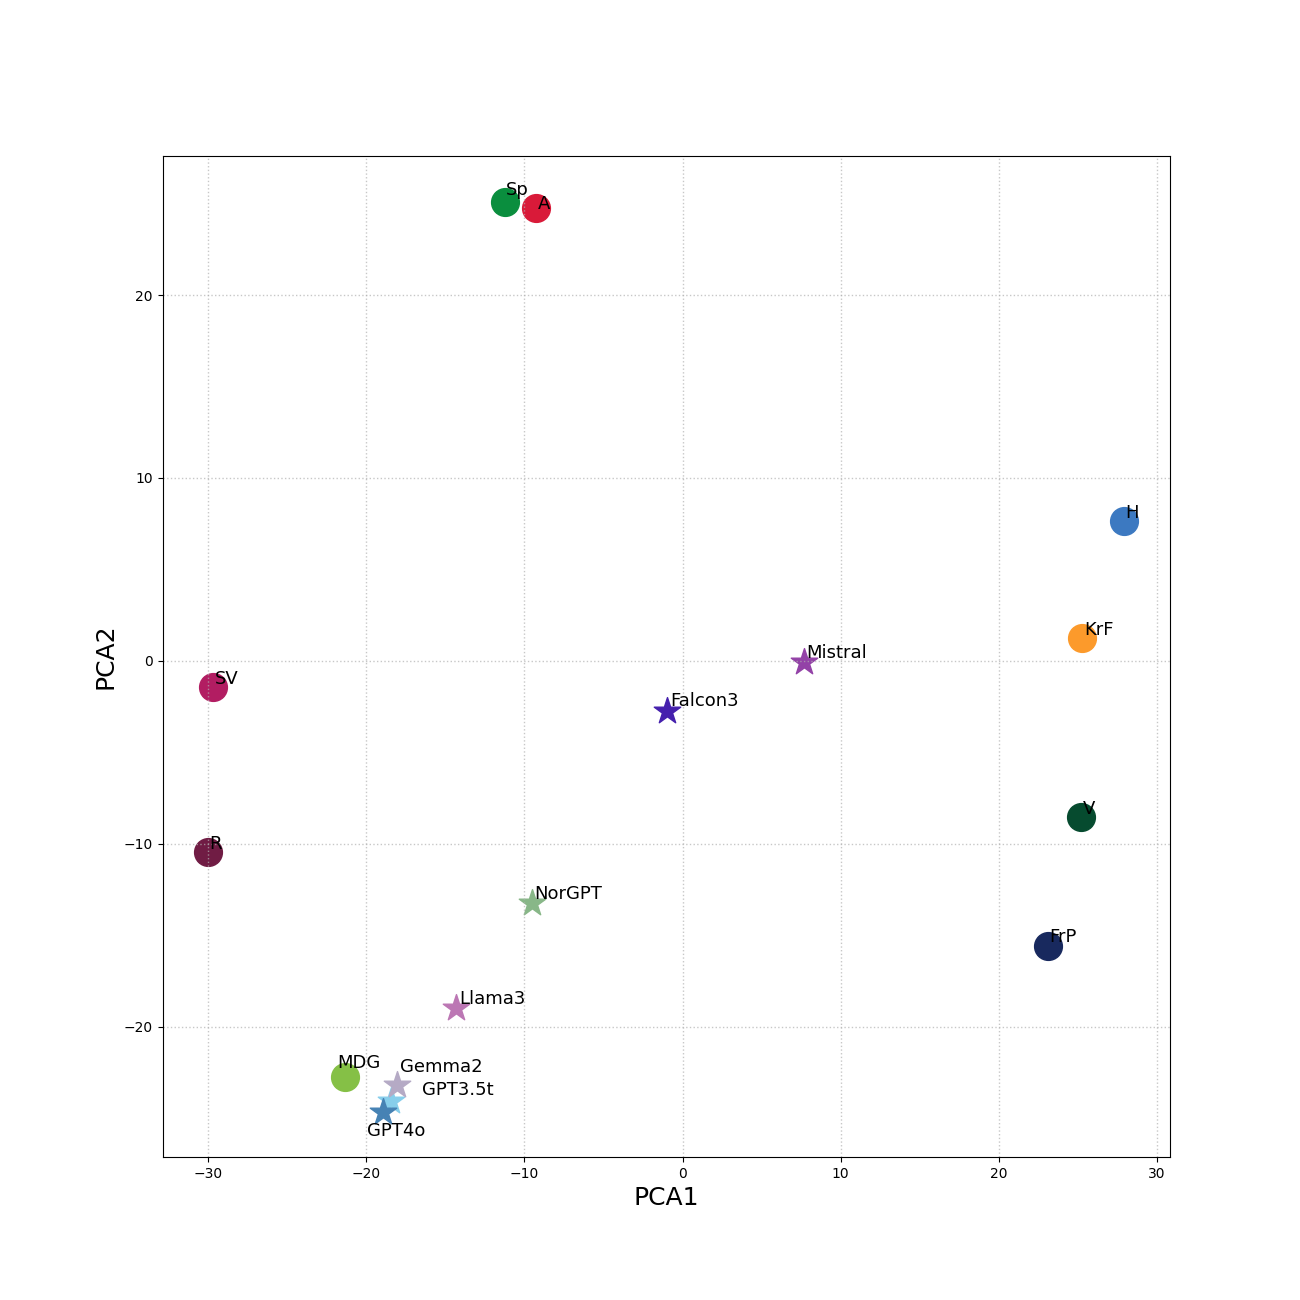 Sp
A
20
10
H
KrF
Mistral
0
PCA2
SV
Falcon3
V
R
−10
NorGPT
FrP
Llama3
−20
MDG
Gemma2
GPT3.5t
GPT4o
−30
−20
−10
0
10
20
30
PCA1